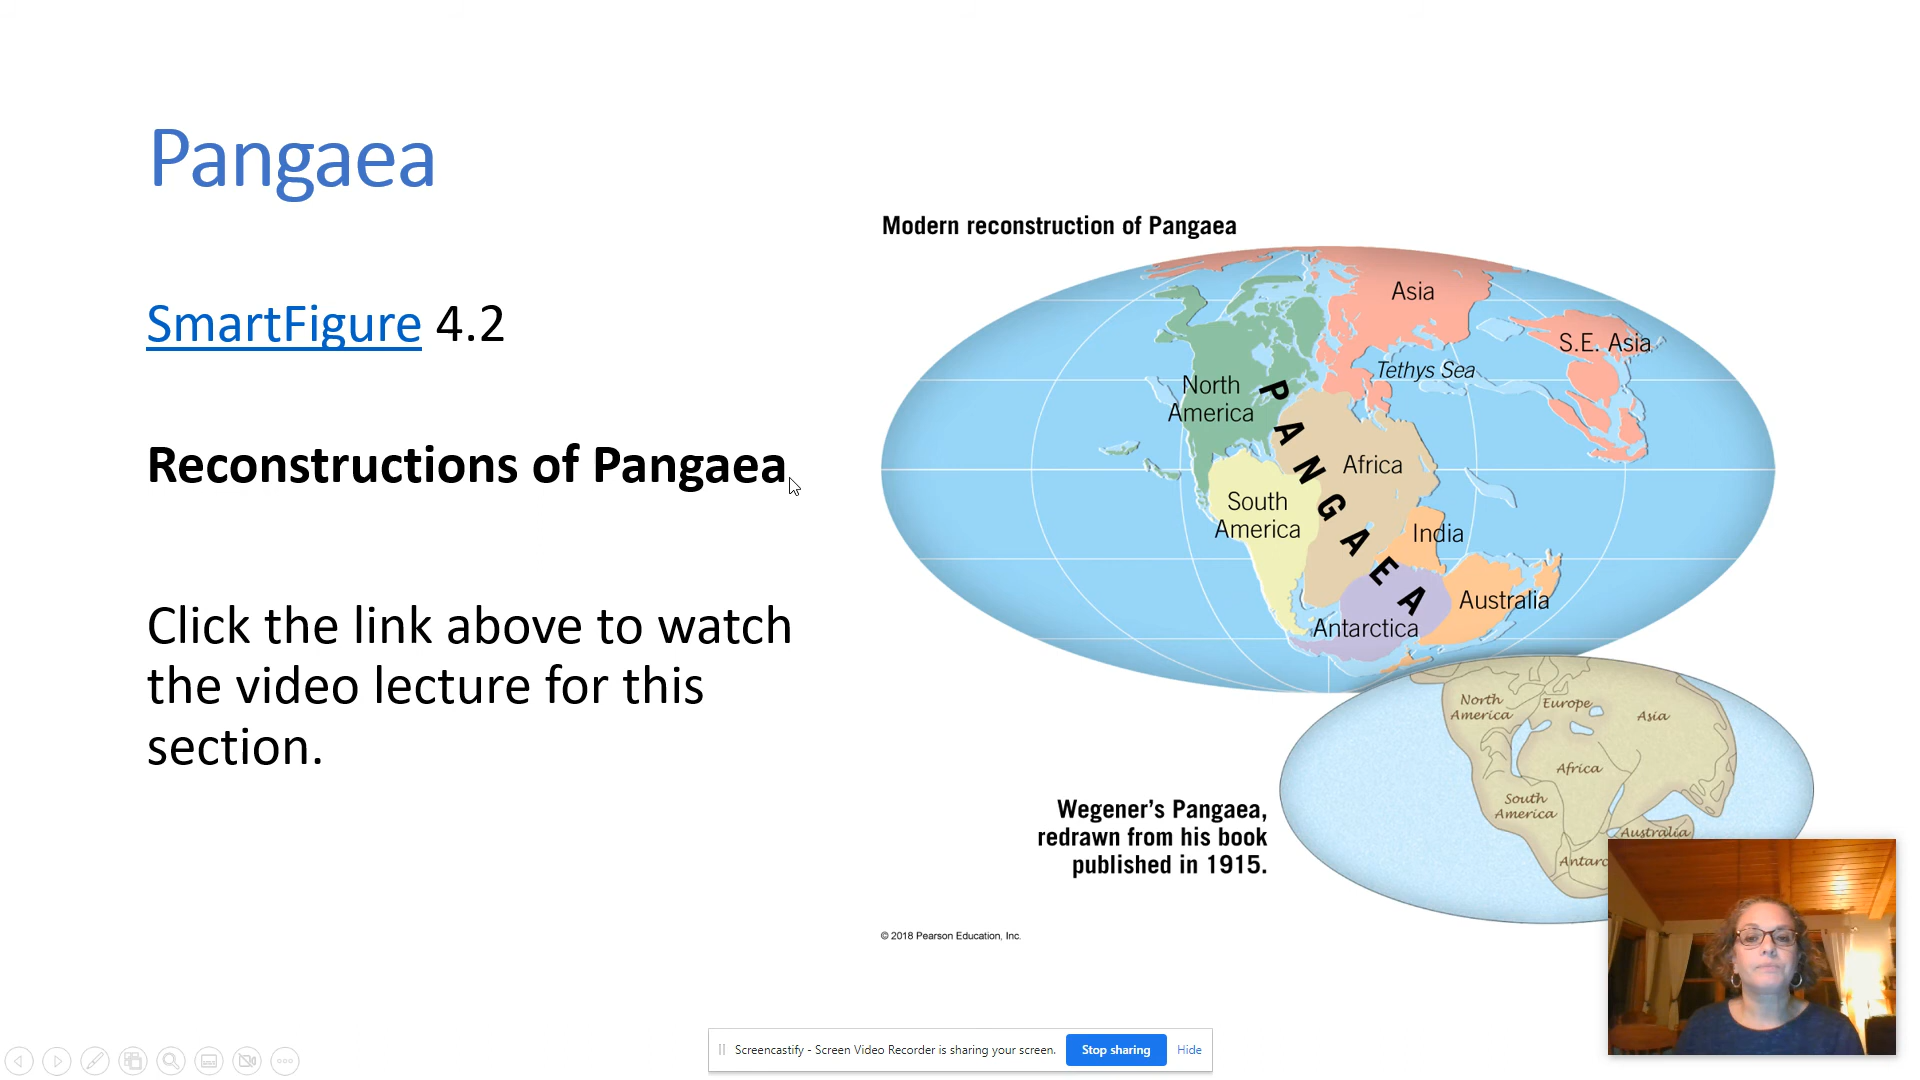 Pangaea
SmartFigure 4.2
Reconstructions of Pangaea
Click the link above to watch
the video lecture for this
section.
Modern reconstruction of Pangaea
Asia
S.E. Asia
Tethys Sea
North
America
PANGAEA
Africa
South
America
India
Australia
Antarctica
North
America
Europe
Asia
Africa
South
America
Australia
Antarc
Wegener’s Pangaea,
redrawn from his book
published in 1915.
© 2018 Pearson Education, Inc.
Screencastify - Screen Video Recorder is sharing your screen.
Stop sharing
Hide